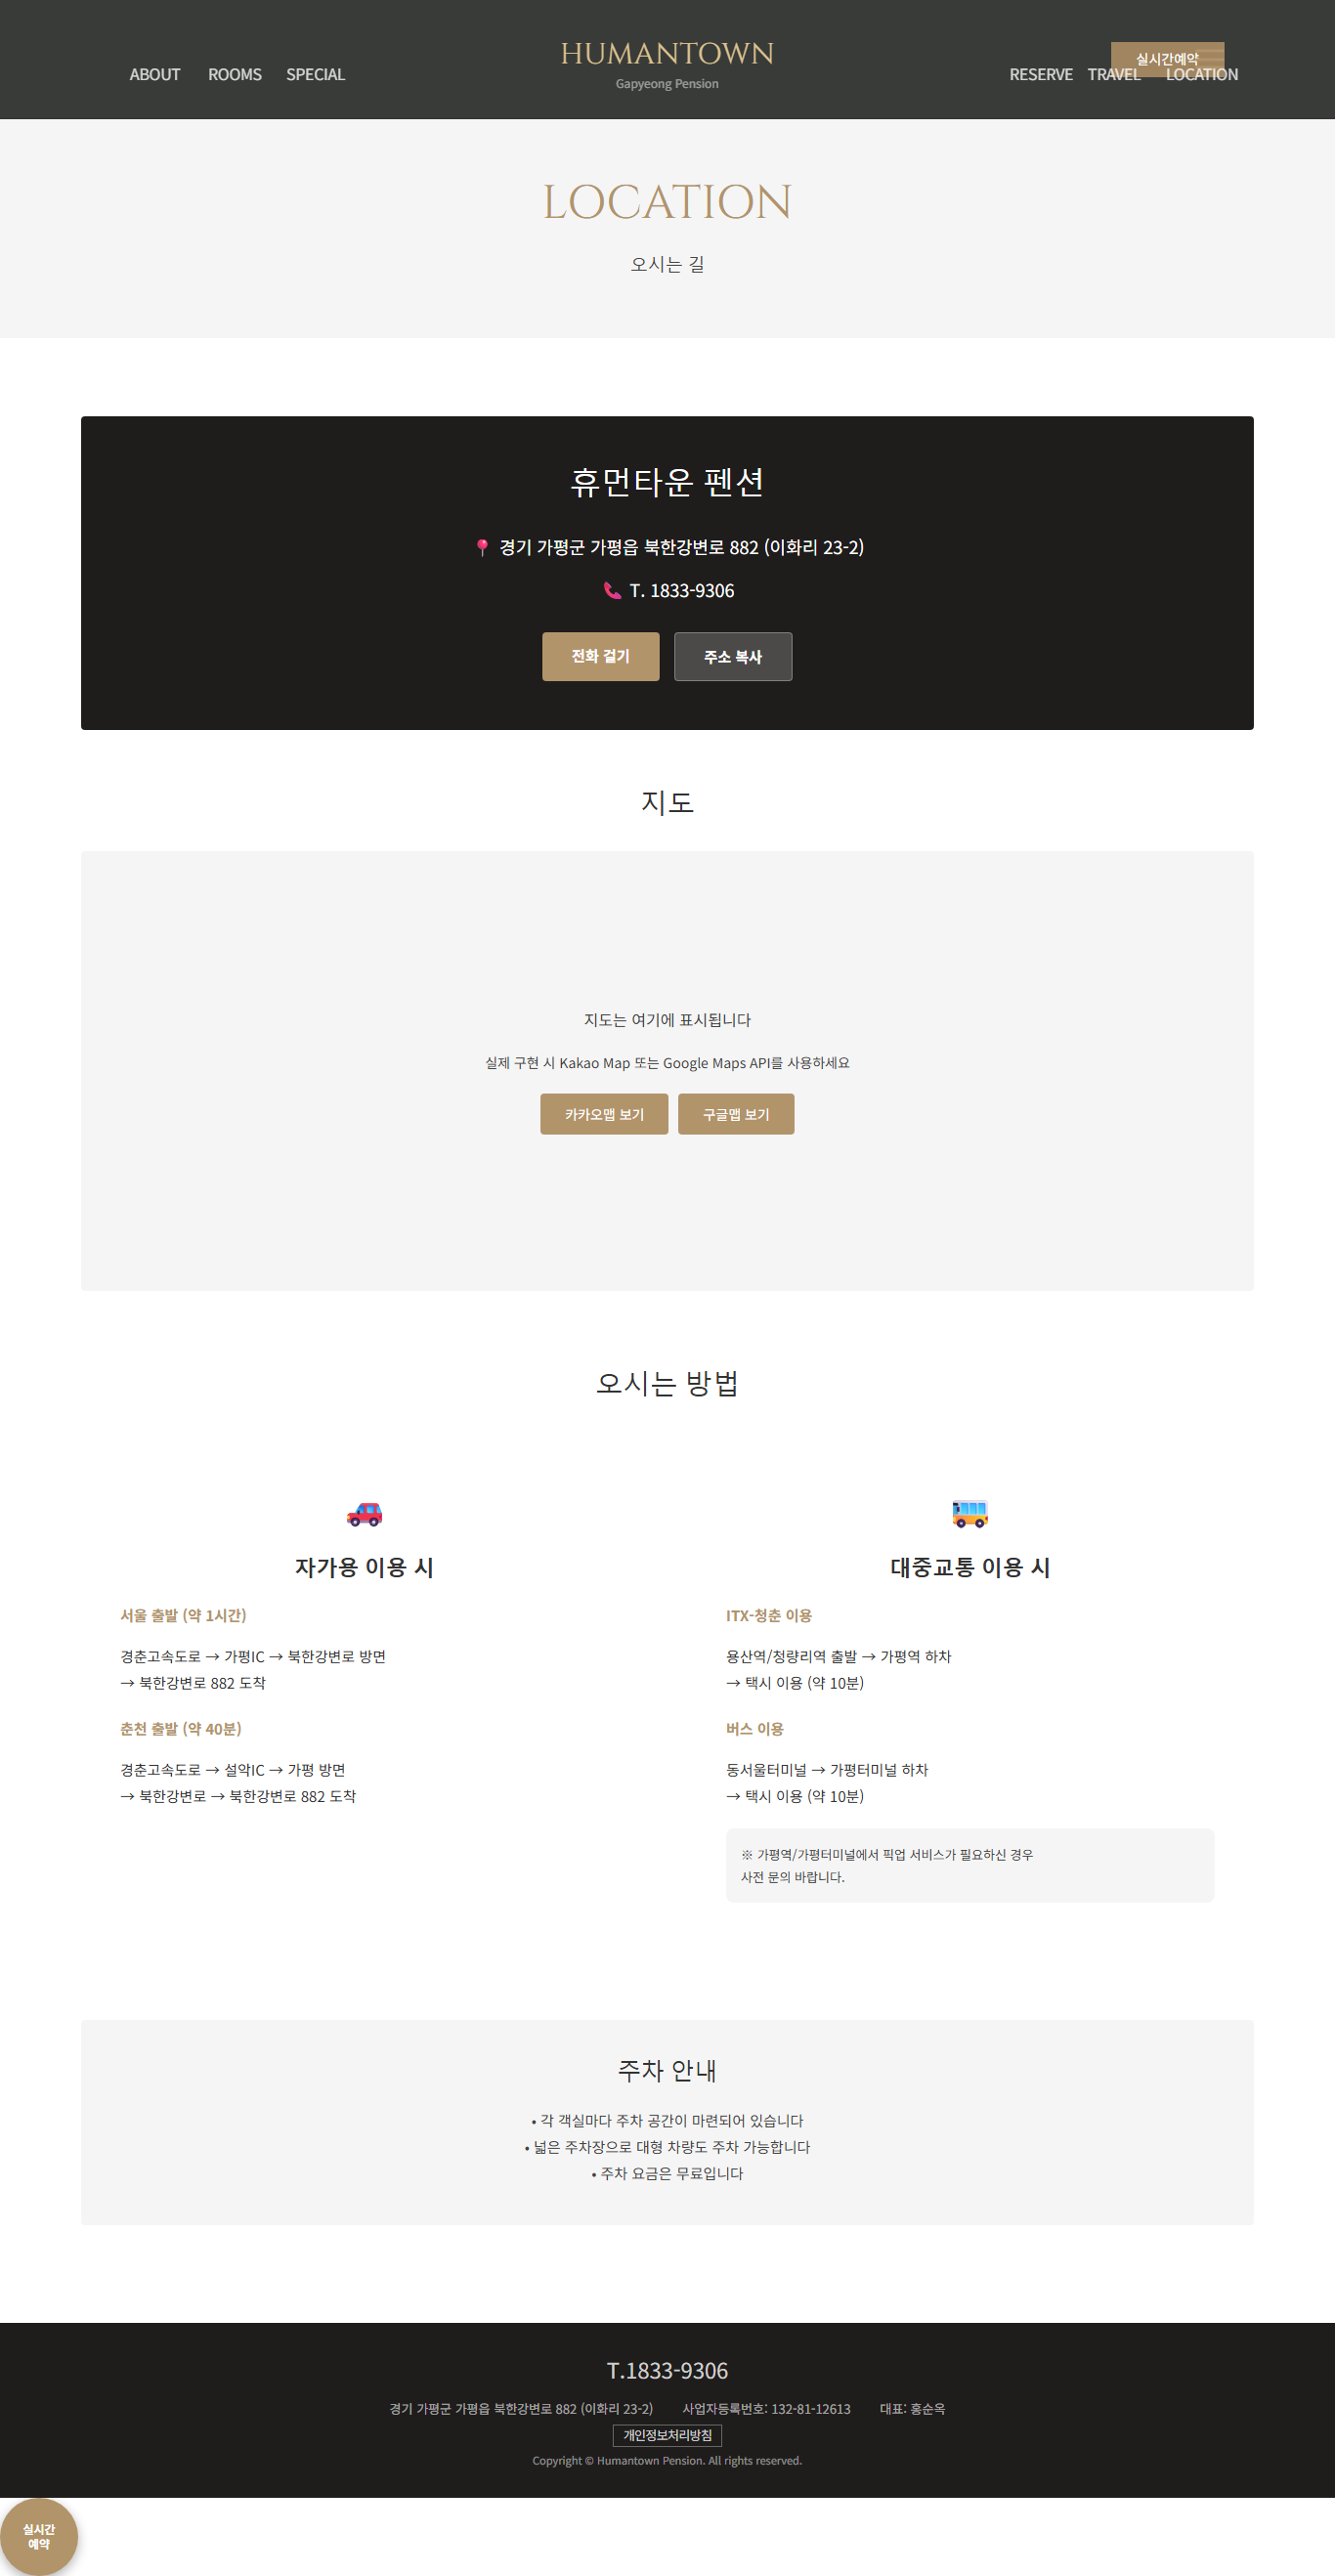 ABOUT ROOMS SPECIAL
HUMANTOWN
Gapyeong Pension
실시간예약
RESERVE TRAVEL LOCATION
LOCATION
오시는 길
휴먼타운 펜션
경기 가평군 가평읍 북한강변로 882 (이화리 23-2)
T. 1833-9306
전화 걸기 주소 복사
지도
지도는 여기에 표시됩니다
실제 구현 시 Kakao Map 또는 Google Maps API를 사용하세요
카카오맵 보기 구글맵 보기
오시는 방법
자가용 이용 시
서울 출발 (약 1시간)
경춘고속도로 → 가평IC → 북한강변로 방면
→ 북한강변로 882 도착
춘천 출발 (약 40분)
경춘고속도로 → 설악IC → 가평 방면
→ 북한강변로 → 북한강변로 882 도착
대중교통 이용 시
ITX-청춘 이용
용산역/청량리역 출발 → 가평역 하차
→ 택시 이용 (약 10분)
버스 이용
동서울터미널 → 가평터미널 하차
→ 택시 이용 (약 10분)
※ 가평역/가평터미널에서 픽업 서비스가 필요하신 경우
사전 문의 바랍니다.
주차 안내
• 각 객실마다 주차 공간이 마련되어 있습니다
• 넓은 주차장으로 대형 차량도 주차 가능합니다
• 주차 요금은 무료입니다
T.1833-9306
경기 가평군 가평읍 북한강변로 882 (이화리 23-2) 사업자등록번호: 132-81-12613 대표: 홍순옥
개인정보처리방침
Copyright © Humantown Pension. All rights reserved.
실시간
예약